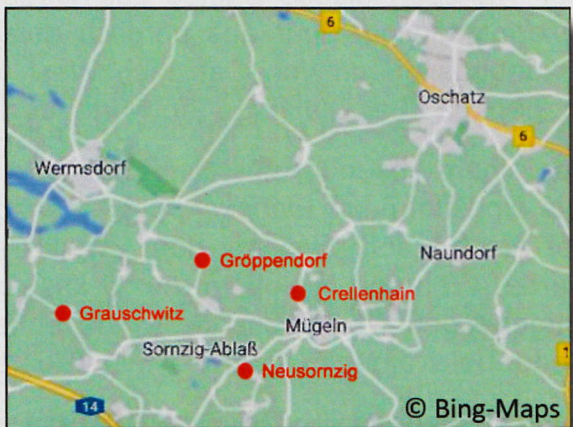 6
Oschatz
6
Wermsdorf
Naundorf
Gröppendorf
Crellenhain
Grauschwitz
Mügeln
Sornzig-Ablaß
Neusornzig
14
© Bing-Maps